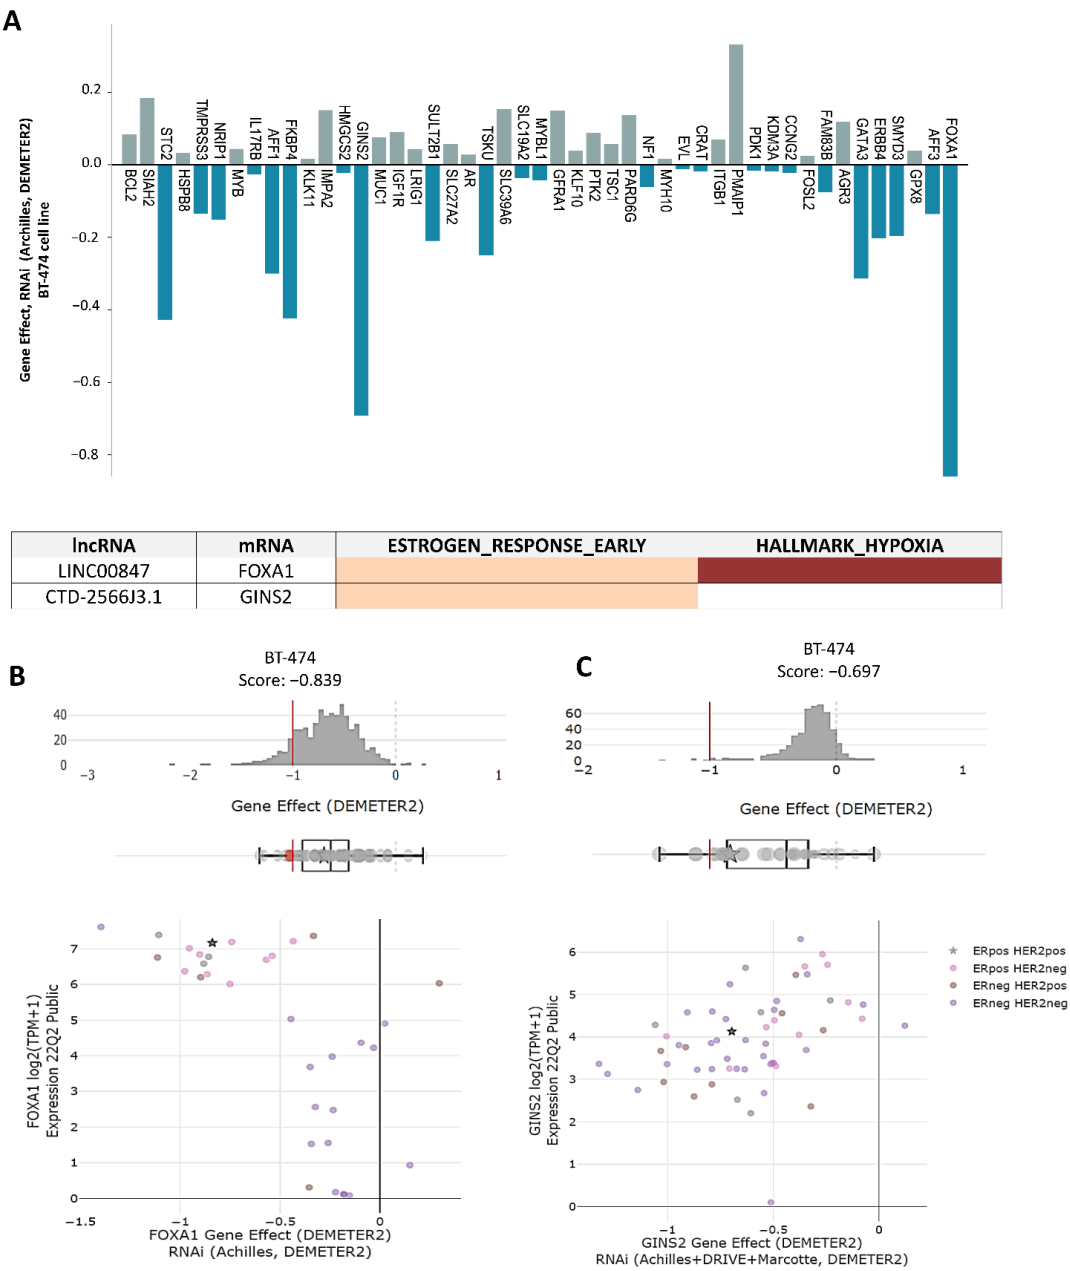 A
Gene Effect, RNAi (Archilles, DEMETER2)
BT-474 cell line
0.2
0.0
−0.2
−0.4
−0.6
−0.8
BCL2
SIAH2
STC2
HSPB8
TMPRSS3
NRIP1
MYB
IL17RB
AFF1
FKBP4
KLK11
IMPA2
HMGCS2
GINS2
MUC1
IGF1R
LRIG1
SULT2B1
SLC27A2
AR
TSKU
SLC39A6
SLC19A2
MYBL1
GFRA1
KLF10
PTK2
TSC1
PARD6G
NF1
MYH10
EVL
CRAT
ITGB1
PMAIP1
PDK1
KDM3A
CCNG2
FOSL2
FAM83B
AGR3
GATA3
ERBB4
SMYD3
GPX8
AFF3
FOXA1
lncRNA mRNA ESTROGEN_RESPONSE_EARLY HALLMARK_HYPOXIA
LINC00847 FOXA1
CTD-2566J3.1 GINS2
B
BT-474
Score: −0.839
40
20
0
−3 −2 −1 0 1
Gene Effect (DEMETER2)
7
6
5
4
3
2
1
0
FOXA1 log2(TPM+1)
Expression 22Q2 Public
−1.5 −1 −0.5 0
FOXA1 Gene Effect (DEMETER2)
RNAi (Achilles, DEMETER2)
C
BT-474
Score: −0.697
60
40
20
0
−2 −1 0 1
Gene Effect (DEMETER2)
6
5
4
3
2
1
0
GINS2 log2(TPM+1)
Expression 22Q2 Public
−1 −0.5 0
GINS2 Gene Effect (DEMETER2)
RNAi (Achilles+DRIVE+Marcotte, DEMETER2)
ERpos HER2pos
ERpos HER2neg
ERneg HER2pos
ERneg HER2neg